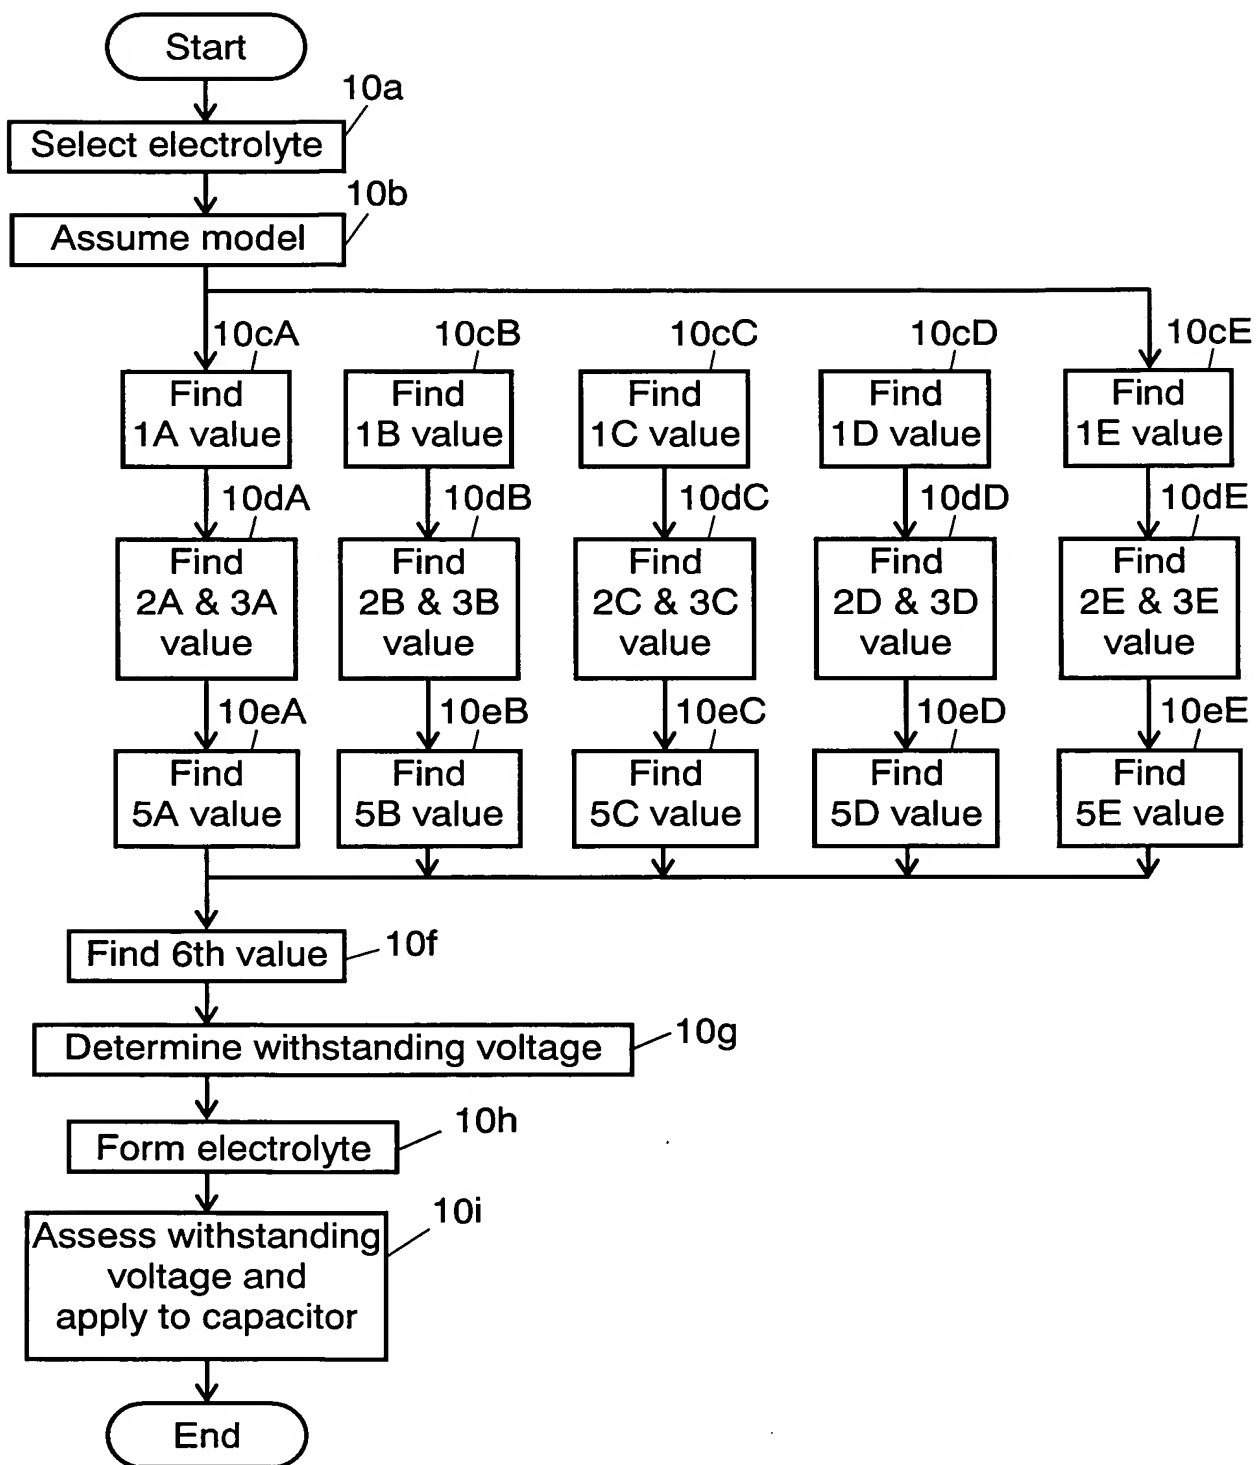 Start
10a
Select electrolyte
10b
Assume model
10cA
10cB
10cC
10cD
10cE
Find
1A value
Find
1B value
Find
1C value
Find
1D value
Find
1E value
10dA
10dB
10dC
10dD
10dE
Find
2A & 3A
value
Find
2B & 3B
value
Find
2C & 3C
value
Find
2D & 3D
value
Find
2E & 3E
value
10eA
10eB
10eC
10eD
10eE
Find
5A value
Find
5B value
Find
5C value
Find
5D value
Find
5E value
Find 6th value
10f
Determine withstanding voltage
10g
Form electrolyte
10h
Assess withstanding
voltage and
apply to capacitor
10i
End